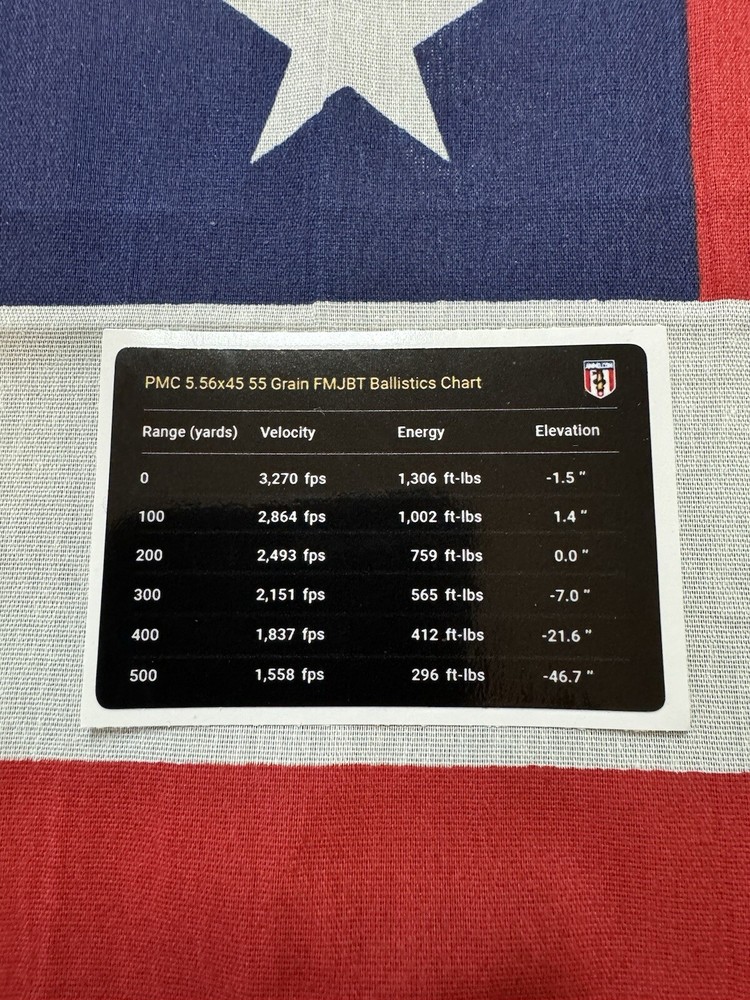 PMC 5.56x45 55 Grain FMJBT Ballistics Chart
AMMO.COM
Range (yards) Velocity Energy Elevation
0 3,270 fps 1,306 ft-lbs -1.5 "
100 2,864 fps 1,002 ft-lbs 1.4 "
200 2,493 fps 759 ft-lbs 0.0 "
300 2,151 fps 565 ft-lbs -7.0 "
400 1,837 fps 412 ft-lbs -21.6 "
500 1,558 fps 296 ft-lbs -46.7 "